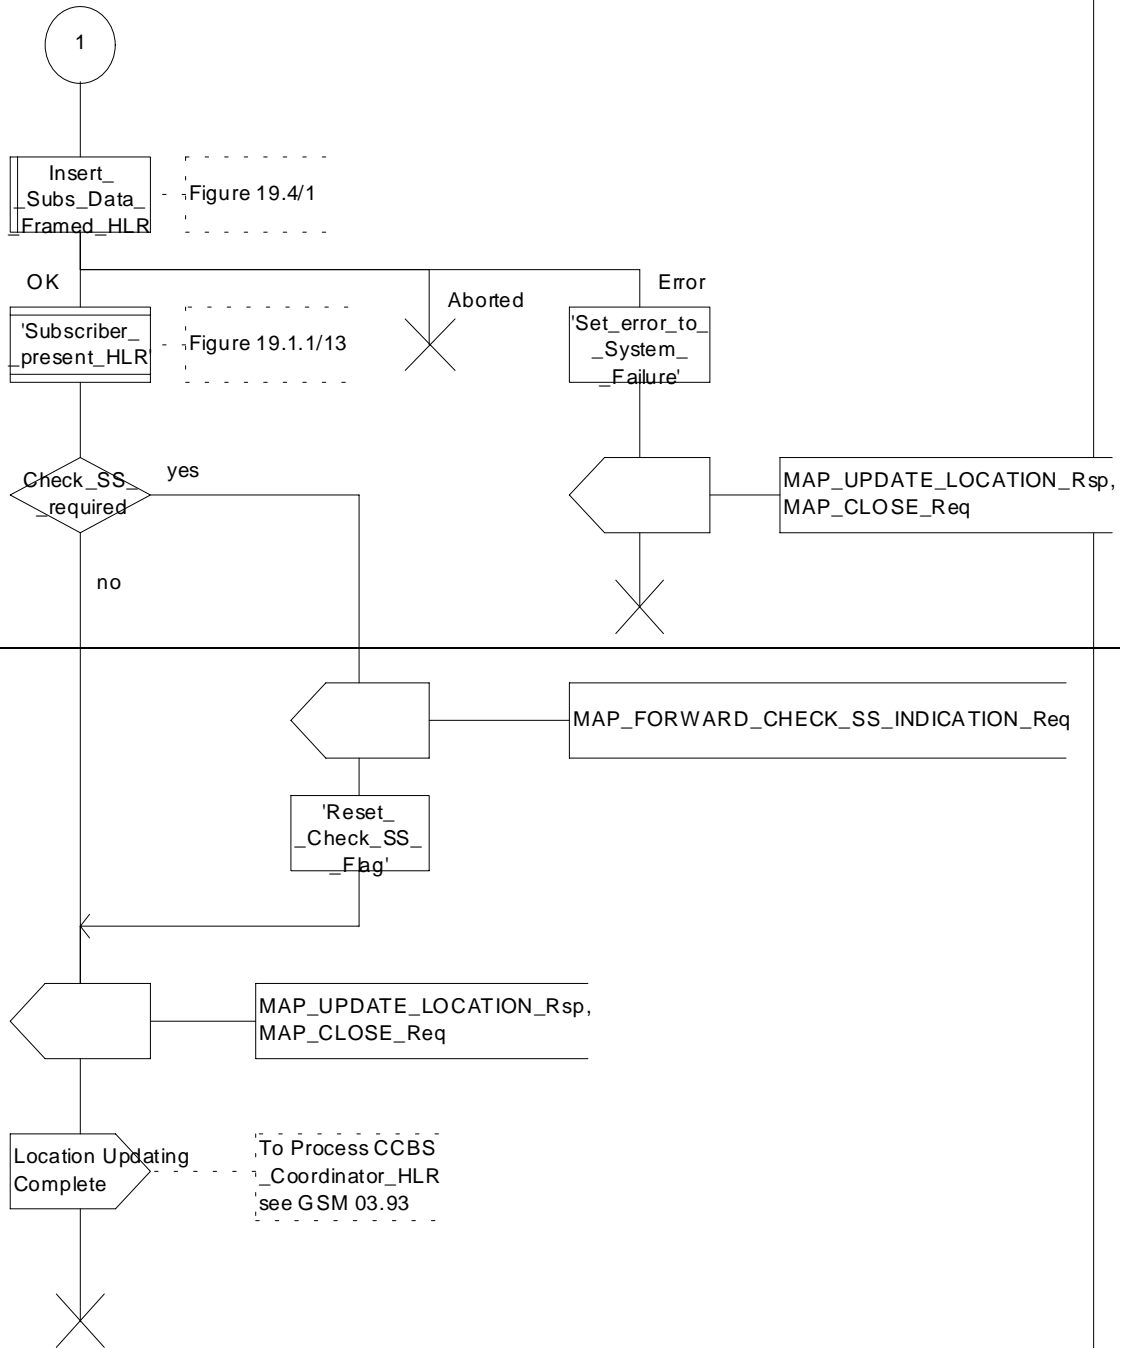 1
Insert_
_Subs_Data_
_Framed_HLR
Figure 19.4/1
OK
Aborted
Error
'Subscriber_
_present_HLR'
Figure 19.1.1/13
'Set_error_to_
_System_
_Failure'
Check_SS_
_required
yes
no
MAP_UPDATE_LOCATION_Rsp,
MAP_CLOSE_Req
MAP_FORWARD_CHECK_SS_INDICATION_Req
'Reset_
_Check_SS_
_Flag'
MAP_UPDATE_LOCATION_Rsp,
MAP_CLOSE_Req
Location Updating
Complete
To Process CCBS
_Coordinator_HLR
see GSM 03.93